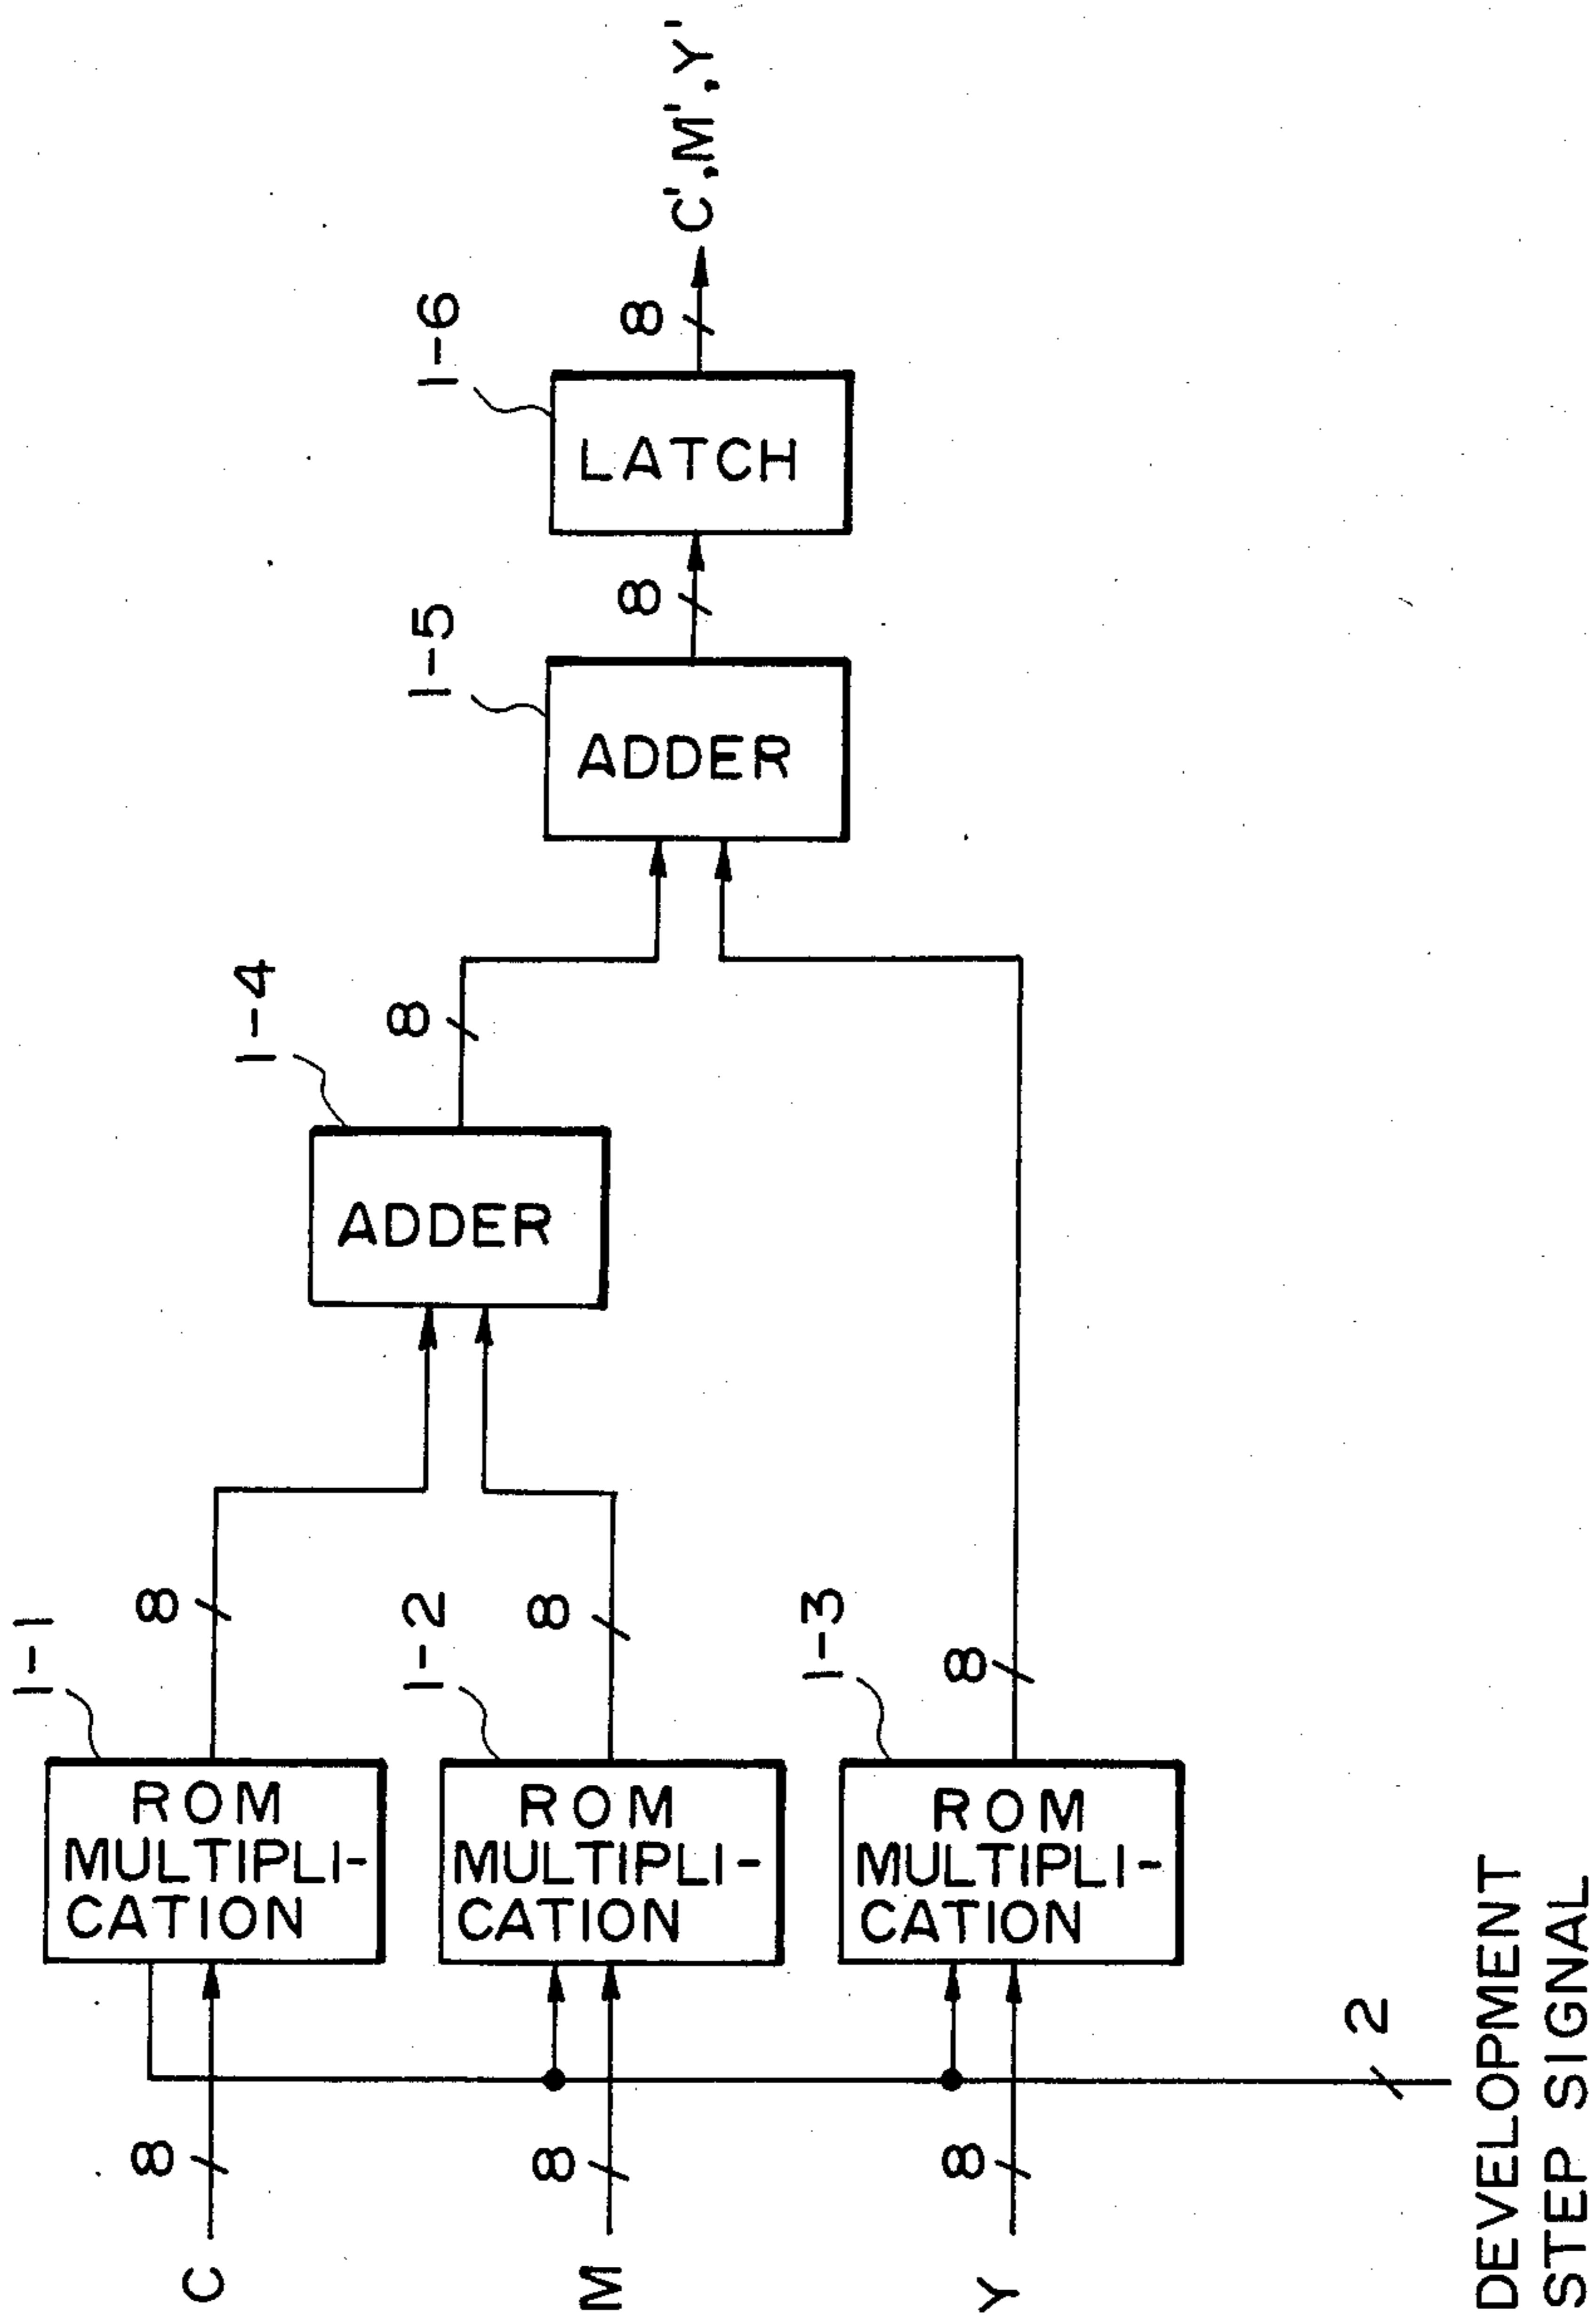 C
8
1-1
ROM
MULTIPLI-
CATION
8
M
8
1-2
ROM
MULTIPLI-
CATION
8
Y
8
1-3
ROM
MULTIPLI-
CATION
8
DEVELOPMENT
STEP SIGNAL
2
1-4
ADDER
8
1-5
ADDER
8
1-6
LATCH
8
C',M',Y'